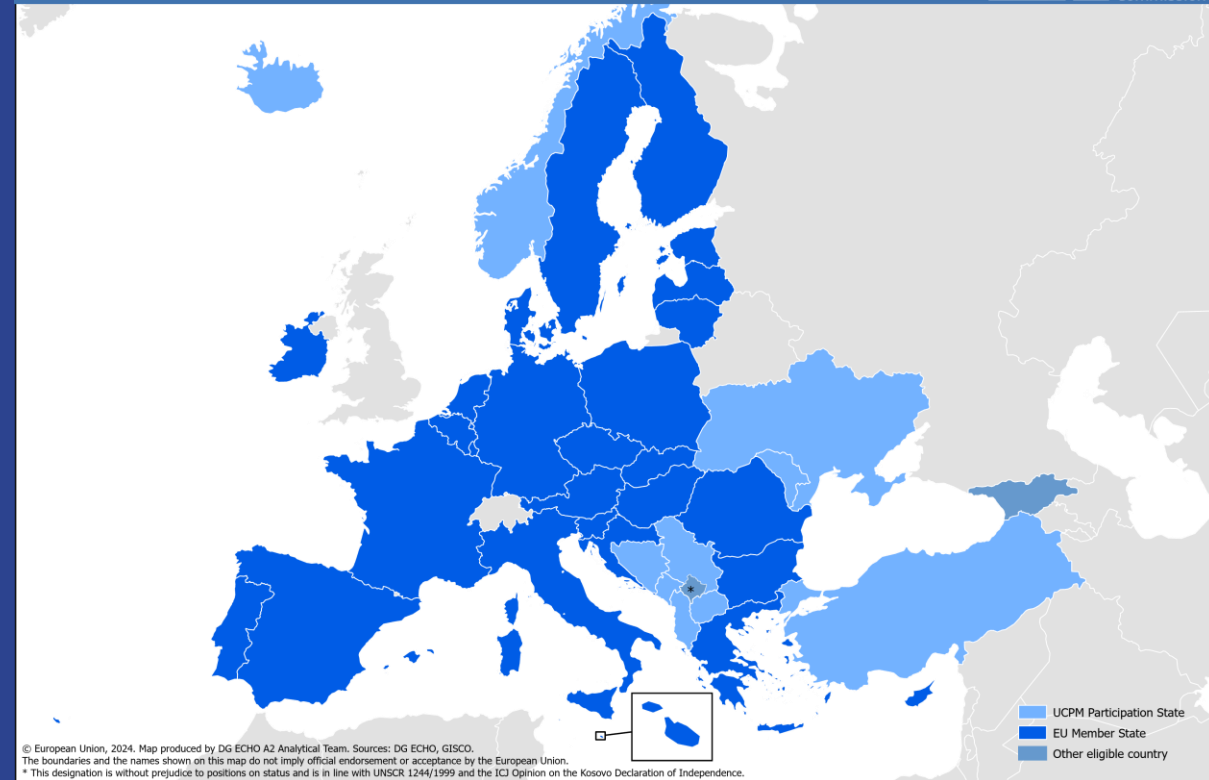 *
UCPM Participation State
EU Member State
Other eligible country
© European Union, 2024. Map produced by DG ECHO A2 Analytical Team. Sources: DG ECHO, GISCO.
The boundaries and the names shown on this map do not imply official endorsement or acceptance by the European Union.
* This designation is without prejudice to positions on status and is in line with UNSCR 1244/1999 and the ICJ Opinion on the Kosovo Declaration of Independence.